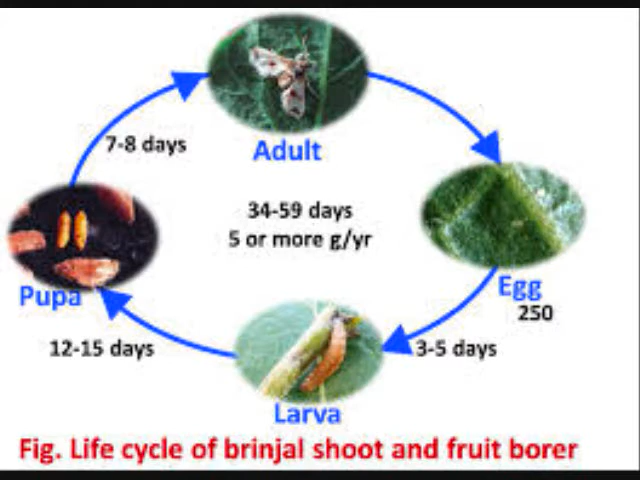 Adult
7-8 days
34-59 days
5 or more g/yr
Pupa
Egg
250
12-15 days
3-5 days
Larva
Fig. Life cycle of brinjal shoot and fruit borer